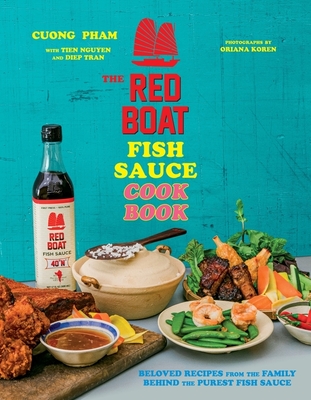 CUONG PHAM
WITH TIEN NGUYEN
AND DIEP TRAN
PHOTOGRAPHS BY
ORIANA KOREN
THE
RED
BOAT
FISH
SAUCE
COOK
BOOK
RED
BOAT
FISH SAUCE
40°N
BELOVED RECIPES FROM THE FAMILY
BEHIND THE PUREST FISH SAUCE